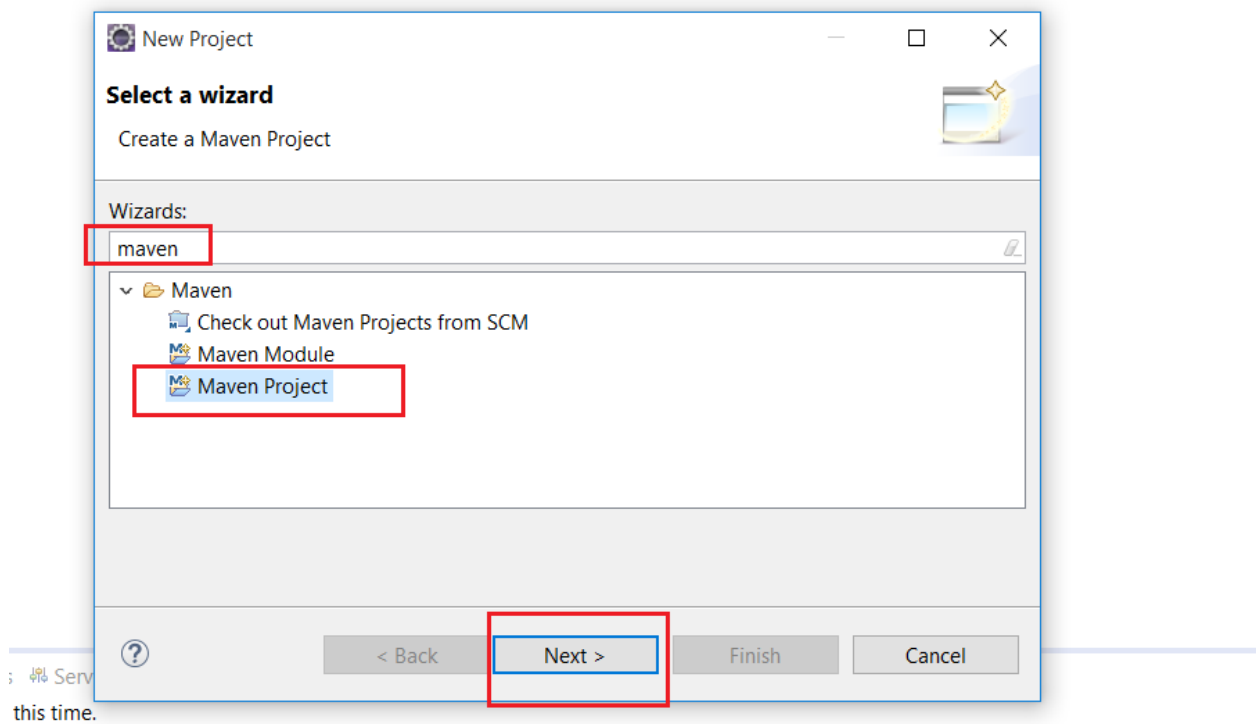 New Project
Select a wizard
Create a Maven Project
Wizards:
maven
Maven
Check out Maven Projects from SCM
Maven Module
Maven Project
< Back Next > Finish Cancel
s Serv
this time.